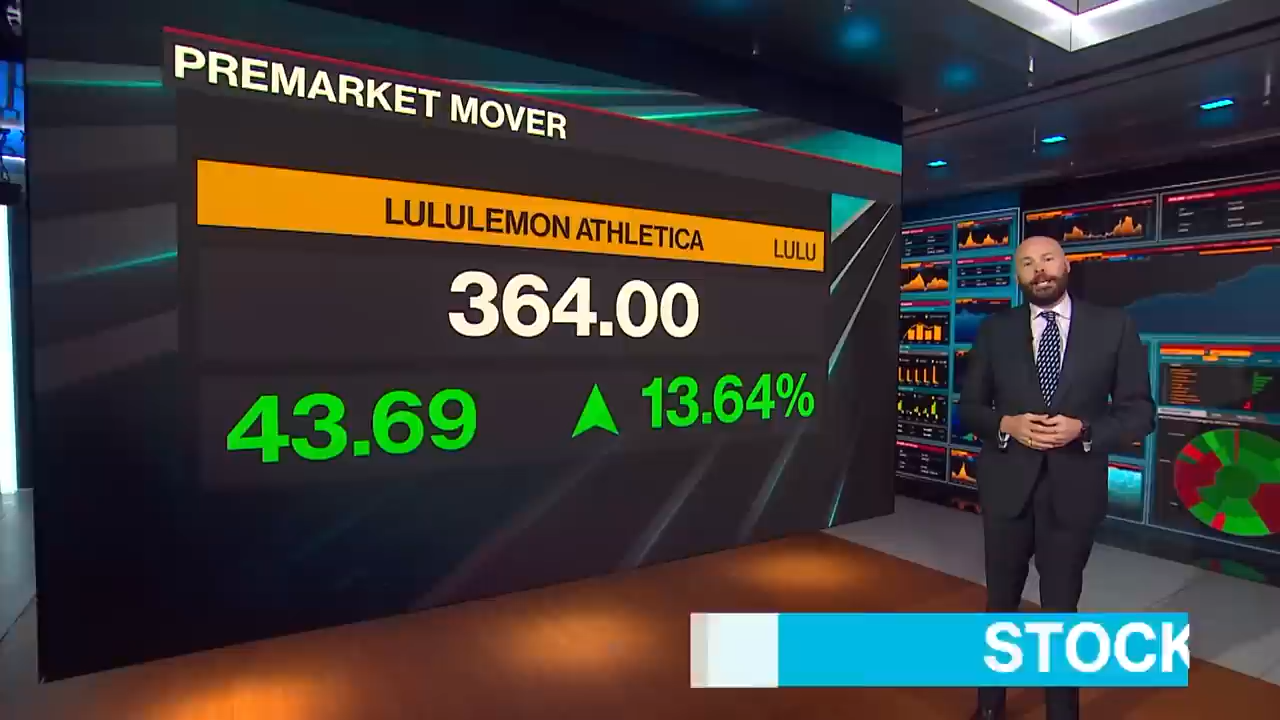 PREMARKET MOVER
LULULEMON ATHLETICA LULU
364.00
43.69 ▲ 13.64%
STOCK